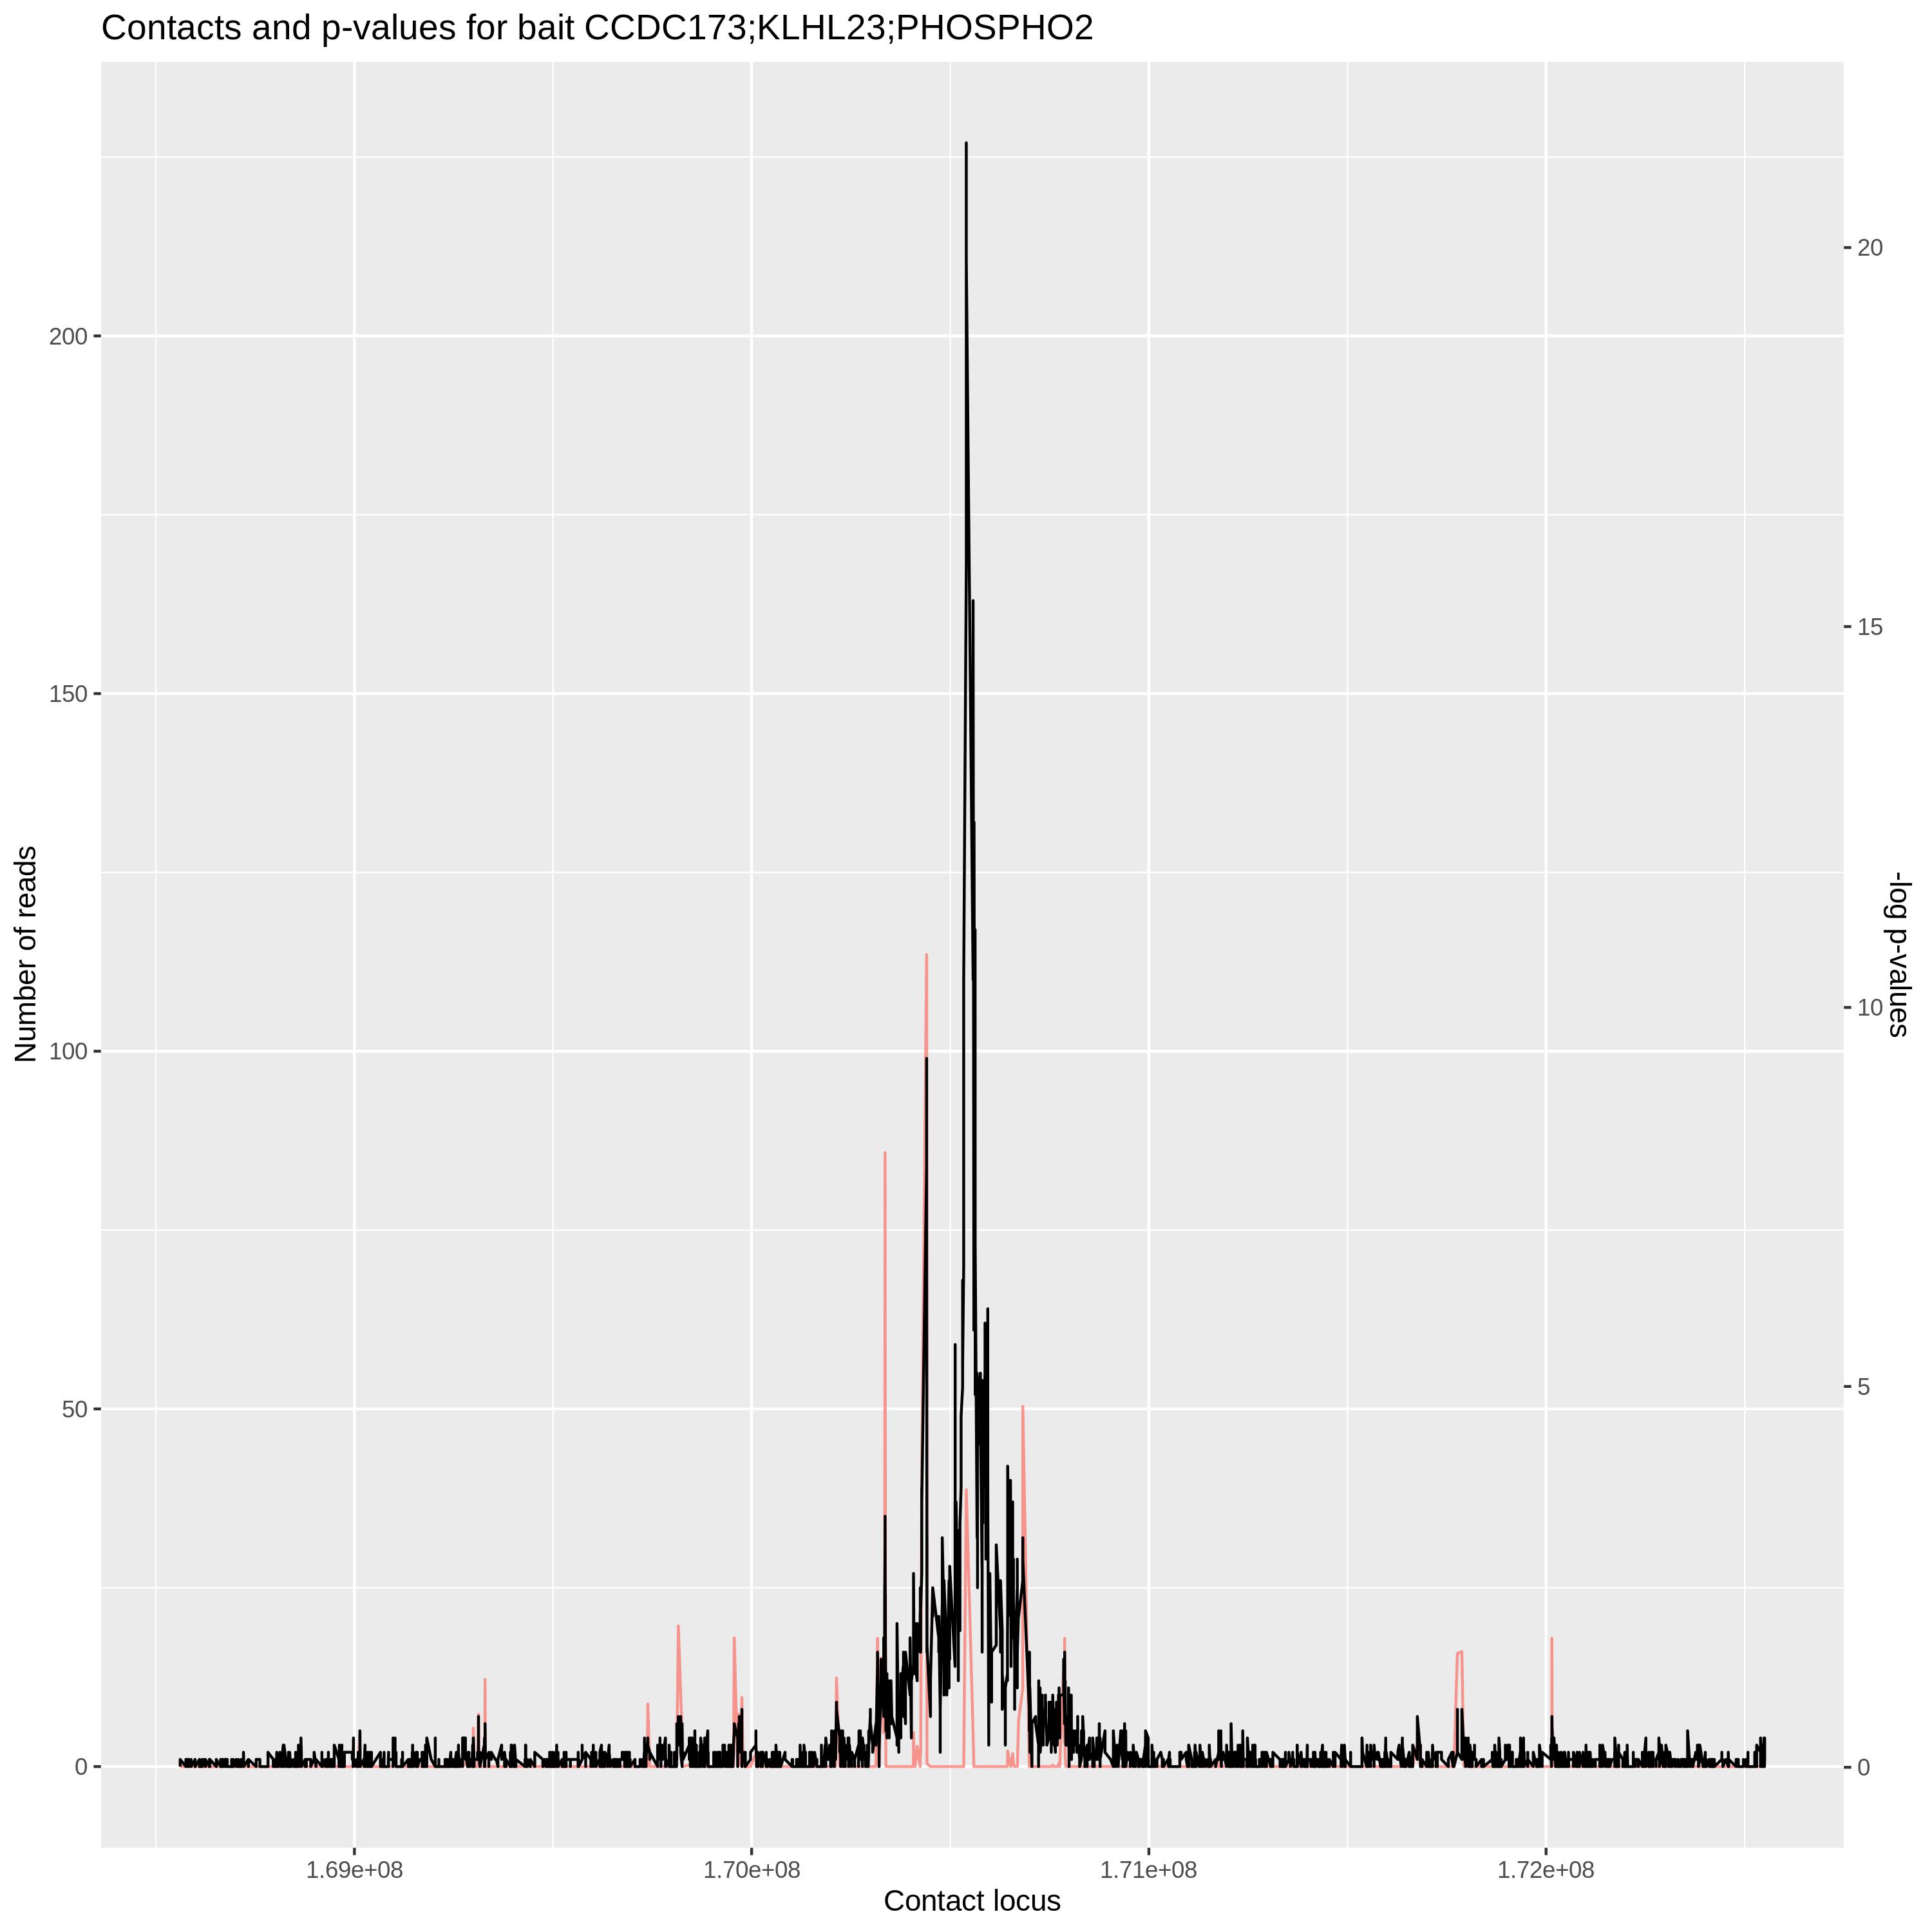 Contacts and p-values for bait CCDC173;KLHL23;PHOSPHO2
Number of reads
200
150
100
50
0
20
15
10
5
0
-log p-values
1.69e+08 1.70e+08 1.71e+08 1.72e+08
Contact locus